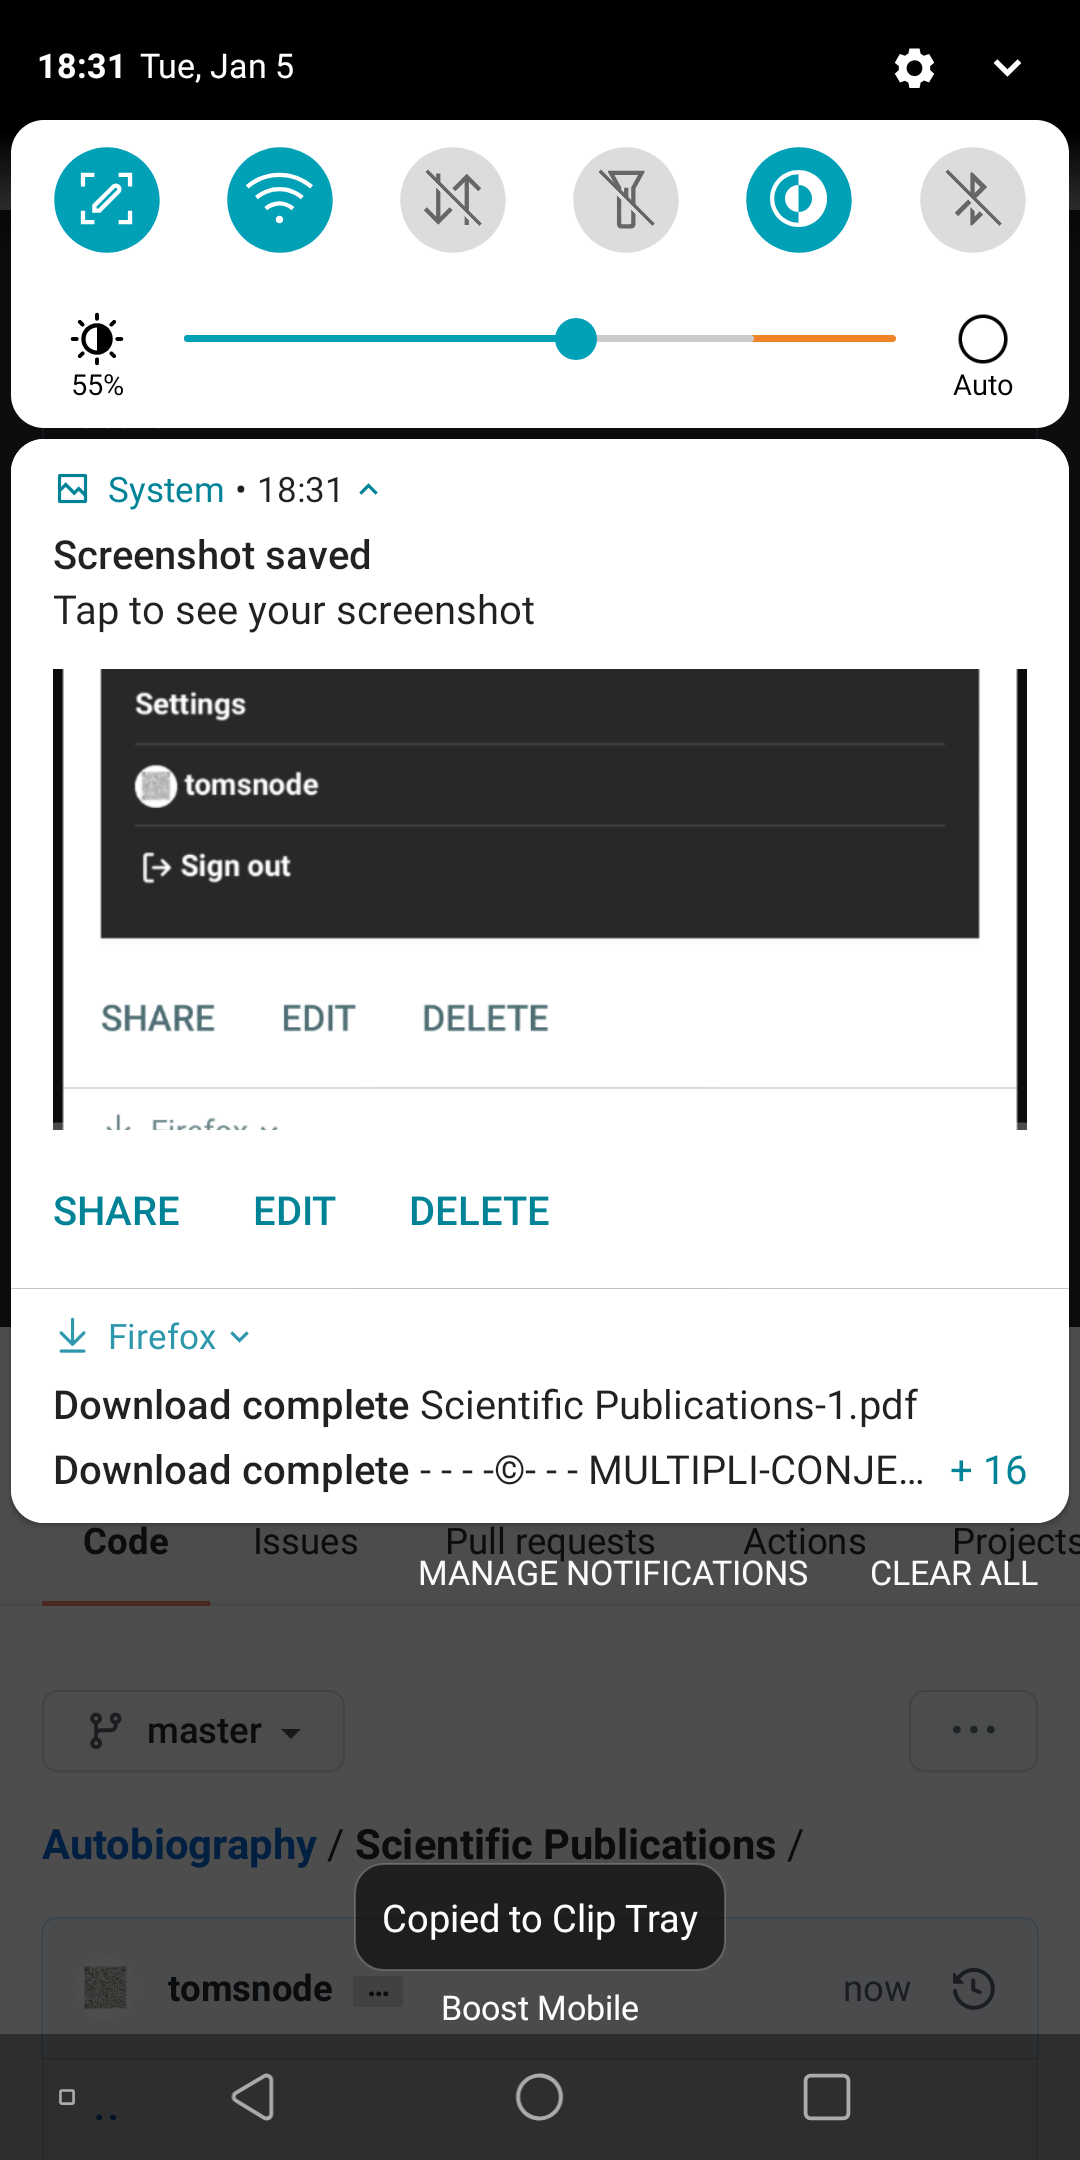 18:31 Tue, Jan 5
55%
Auto
System • 18:31
Screenshot saved
Tap to see your screenshot
Settings
tomsnode
Sign out
SHARE EDIT DELETE
Firefox
SHARE EDIT DELETE
Firefox
Download complete Scientific Publications-1.pdf
Download complete - - - -©- - - MULTIPLI-CONJE... + 16
Code Issues Pull requests Actions Projects
MANAGE NOTIFICATIONS CLEAR ALL
master ...
Autobiography / Scientific Publications /
Copied to Clip Tray
tomsnode ... now
Boost Mobile
..